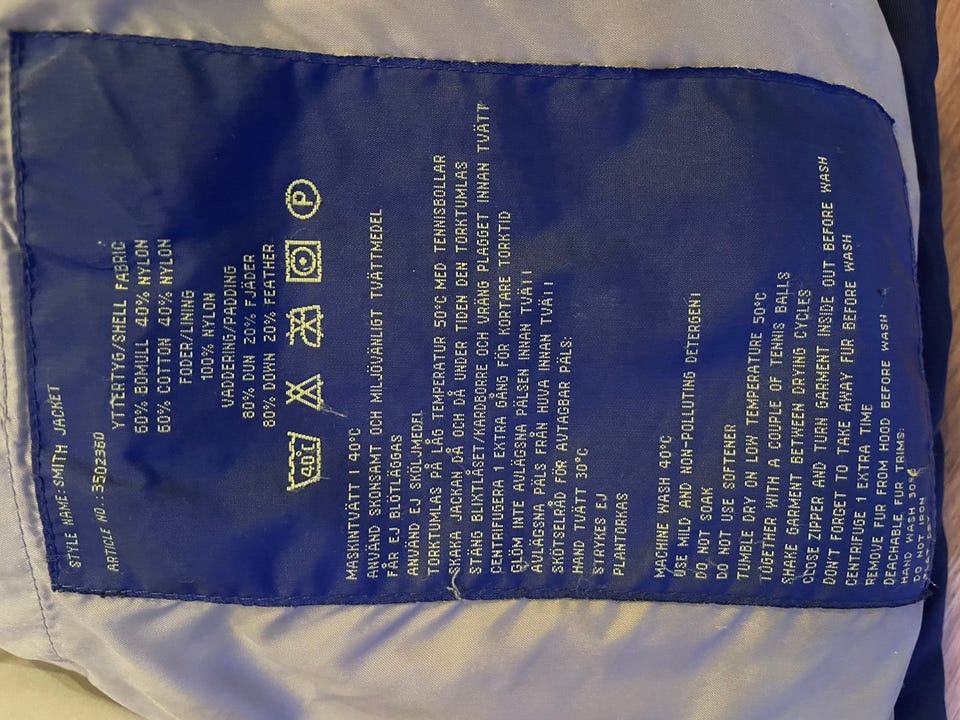 STYLE NAME: SMITH JACKET
ARTICLE NO.: 3502360
YTTERTYG/SHELL FABRIC
60% BOMULL 40% NYLON
60% COTTON 40% NYLON
FODER/LINING
100% NYLON
VADDERING/PADDING
80% DUN 20% FJÄDER
80% DOWN 20% FEATHER
40°C P
MASKINTVÄTT I 40°C
ANVÄND SKONSAMT OCH MILJÖVÄNLIGT TVÄTTMEDEL
FÅR EJ BLÖTLÄGGAS
ANVÄND EJ SKÖLJMEDEL
TORKTUMLAS PÅ LÅG TEMPERATUR 50°C MED TENNISBOLLAR
SKAKA JACKAN DÅ OCH DÅ UNDER TIDEN DEN TORKTUMLAS
STÄNG BLIXTLÅSET/KARDBORRE OCH VRÄNG PLAGGET INNAN TVÄTT
CENTRIFUGERA 1 EXTRA GÅNG FÖR KORTARE TORKTID
GLÖM INTE AVLÄGSNA PÄLSEN INNAN TVÄTT
AVLÄGSNA PÄLS FRÅN HUVA INNAN TVÄTT
SKÖTSELRÅD FÖR AVTAGBAR PÄLS:
HAND TVÄTT 30°C
STRYKES EJ
PLANTORKAS
MACHINE WASH 40°C
USE MILD AND NON-POLLUTING DETERGENT
DO NOT SOAK
DO NOT USE SOFTENER
TUMBLE DRY ON LOW TEMPERATURE 50°C
TOGETHER WITH A COUPLE OF TENNIS BALLS
SHAKE GARMENT BETWEEN DRYING CYCLES
CLOSE ZIPPER AND TURN GARMENT INSIDE OUT BEFORE WASH
DON'T FORGET TO TAKE AWAY FUR BEFORE WASH
CENTRIFUGE 1 EXTRA TIME
REMOVE FUR FROM HOOD BEFORE WASH
DEACHABLE FUR TRIMS:
HAND WASH 30°C
DO NOT IRON